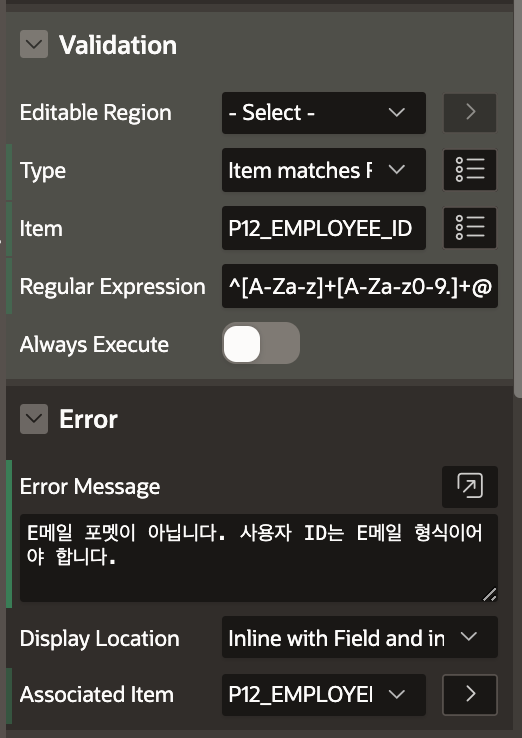 Validation
Editable Region
- Select -
Type
Item matches F
Item
P12_EMPLOYEE_ID
Regular Expression
^[A-Za-z]+[A-Za-z0-9.]+@
Always Execute
Error
Error Message
E메일 포멧이 아닙니다. 사용자 ID는 E메일 형식이어
야 합니다.
Display Location
Inline with Field and in
Associated Item
P12_EMPLOYEI